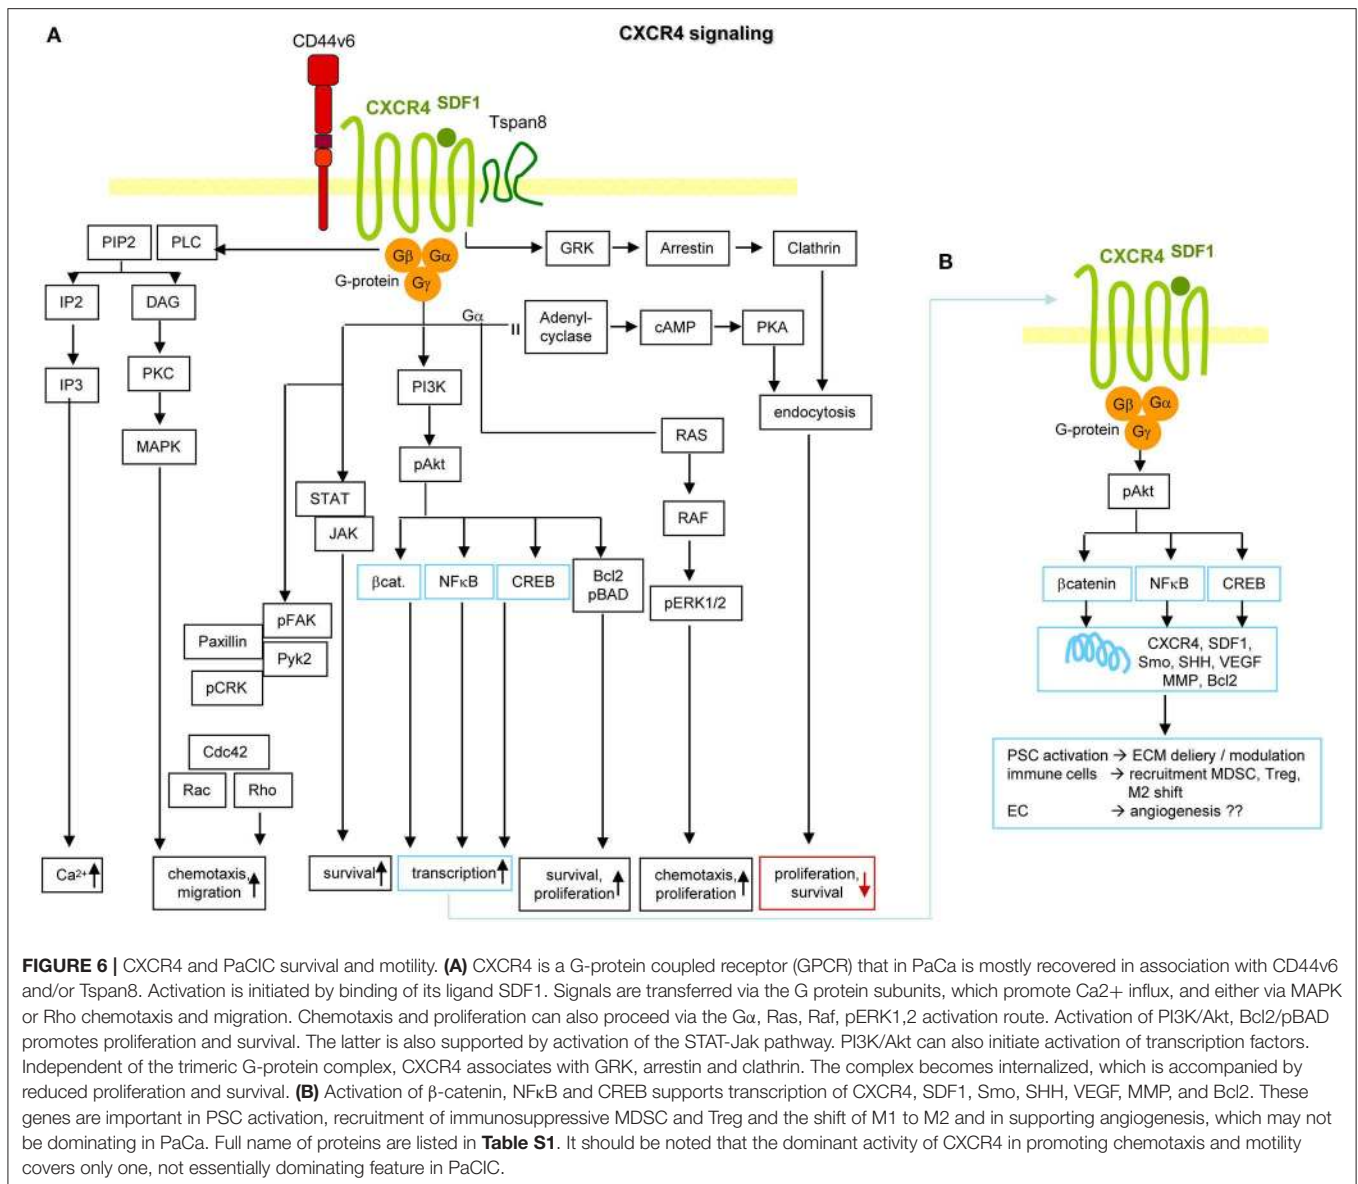 A
CXCR4 signaling
CD44v6
CXCR4 SDF1
Tspan8
PIP2
PLC
GRK
Arrestin
Clathrin
Gβ
Gα
G-protein
Gγ
IP2
DAG
Gα
Adenyl-
cyclase
cAMP
PKA
IP3
PKC
PI3K
endocytosis
MAPK
RAS
pAkt
STAT
JAK
RAF
βcat.
NFκB
CREB
Bcl2
pBAD
pERK1/2
pFAK
Paxillin
Pyk2
pCRK
Cdc42
Rac
Rho
Ca2+
chemotaxis,
migration
survival
transcription
survival,
proliferation
chemotaxis,
proliferation
proliferation,
survival
B
CXCR4 SDF1
Gβ
Gα
G-protein
Gγ
pAkt
βcatenin
NFκB
CREB
CXCR4, SDF1,
Smo, SHH, VEGF
MMP, Bcl2
PSC activation → ECM deliery / modulation
immune cells → recruitment MDSC, Treg,
M2 shift
EC → angiogenesis ??
FIGURE 6 | CXCR4 and PaCIC survival and motility. (A) CXCR4 is a G-protein coupled receptor (GPCR) that in PaCa is mostly recovered in association with CD44v6
and/or Tspan8. Activation is initiated by binding of its ligand SDF1. Signals are transferred via the G protein subunits, which promote Ca2+ influx, and either via MAPK
or Rho chemotaxis and migration. Chemotaxis and proliferation can also proceed via the Gα, Ras, Raf, pERK1,2 activation route. Activation of PI3K/Akt, Bcl2/pBAD
promotes proliferation and survival. The latter is also supported by activation of the STAT-Jak pathway. PI3K/Akt can also initiate activation of transcription factors.
Independent of the trimeric G-protein complex, CXCR4 associates with GRK, arrestin and clathrin. The complex becomes internalized, which is accompanied by
reduced proliferation and survival. (B) Activation of β-catenin, NFκB and CREB supports transcription of CXCR4, SDF1, Smo, SHH, VEGF, MMP, and Bcl2. These
genes are important in PSC activation, recruitment of immunosuppressive MDSC and Treg and the shift of M1 to M2 and in supporting angiogenesis, which may not
be dominating in PaCa. Full name of proteins are listed in Table S1. It should be noted that the dominant activity of CXCR4 in promoting chemotaxis and motility
covers only one, not essentially dominating feature in PaCIC.